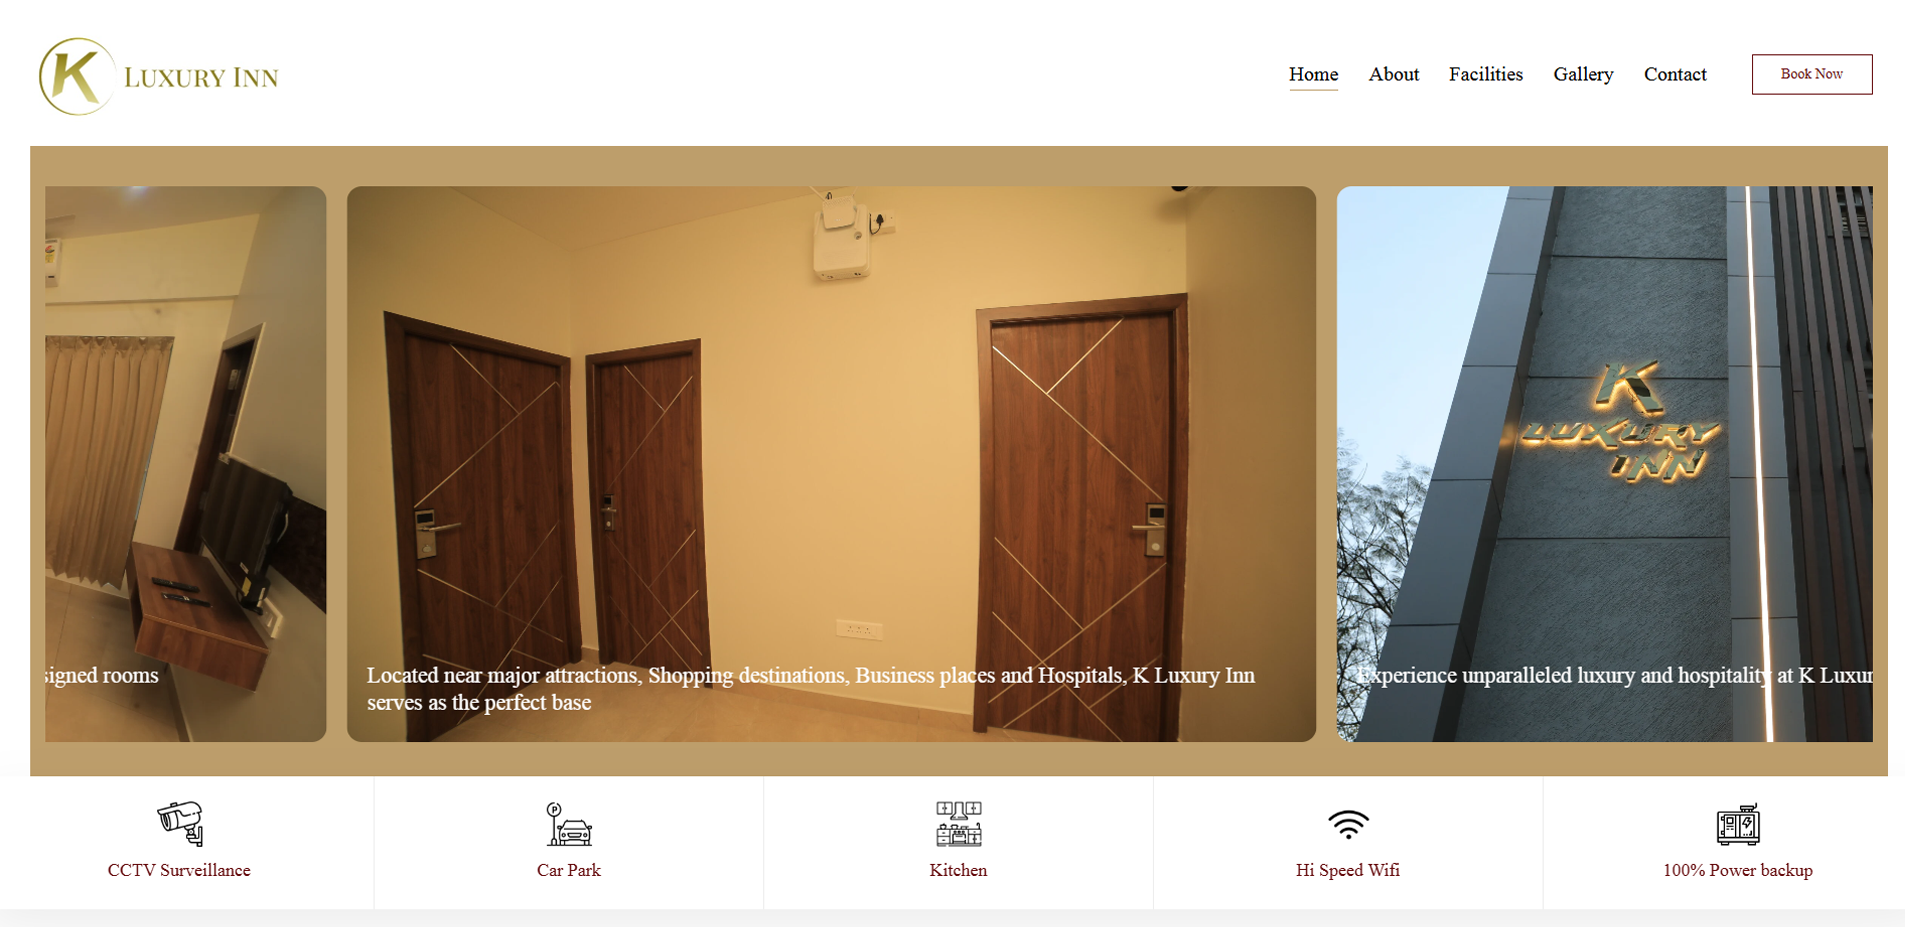 K LUXURY INN
Home About Facilities Gallery Contact Book Now
K
LUXURY
INN
signed rooms
Located near major attractions, Shopping destinations, Business places and Hospitals, K Luxury Inn
serves as the perfect base
Experience unparalleled luxury and hospitality at K Luxur
P
CCTV Surveillance
Car Park
Kitchen
Hi Speed Wifi
100% Power backup